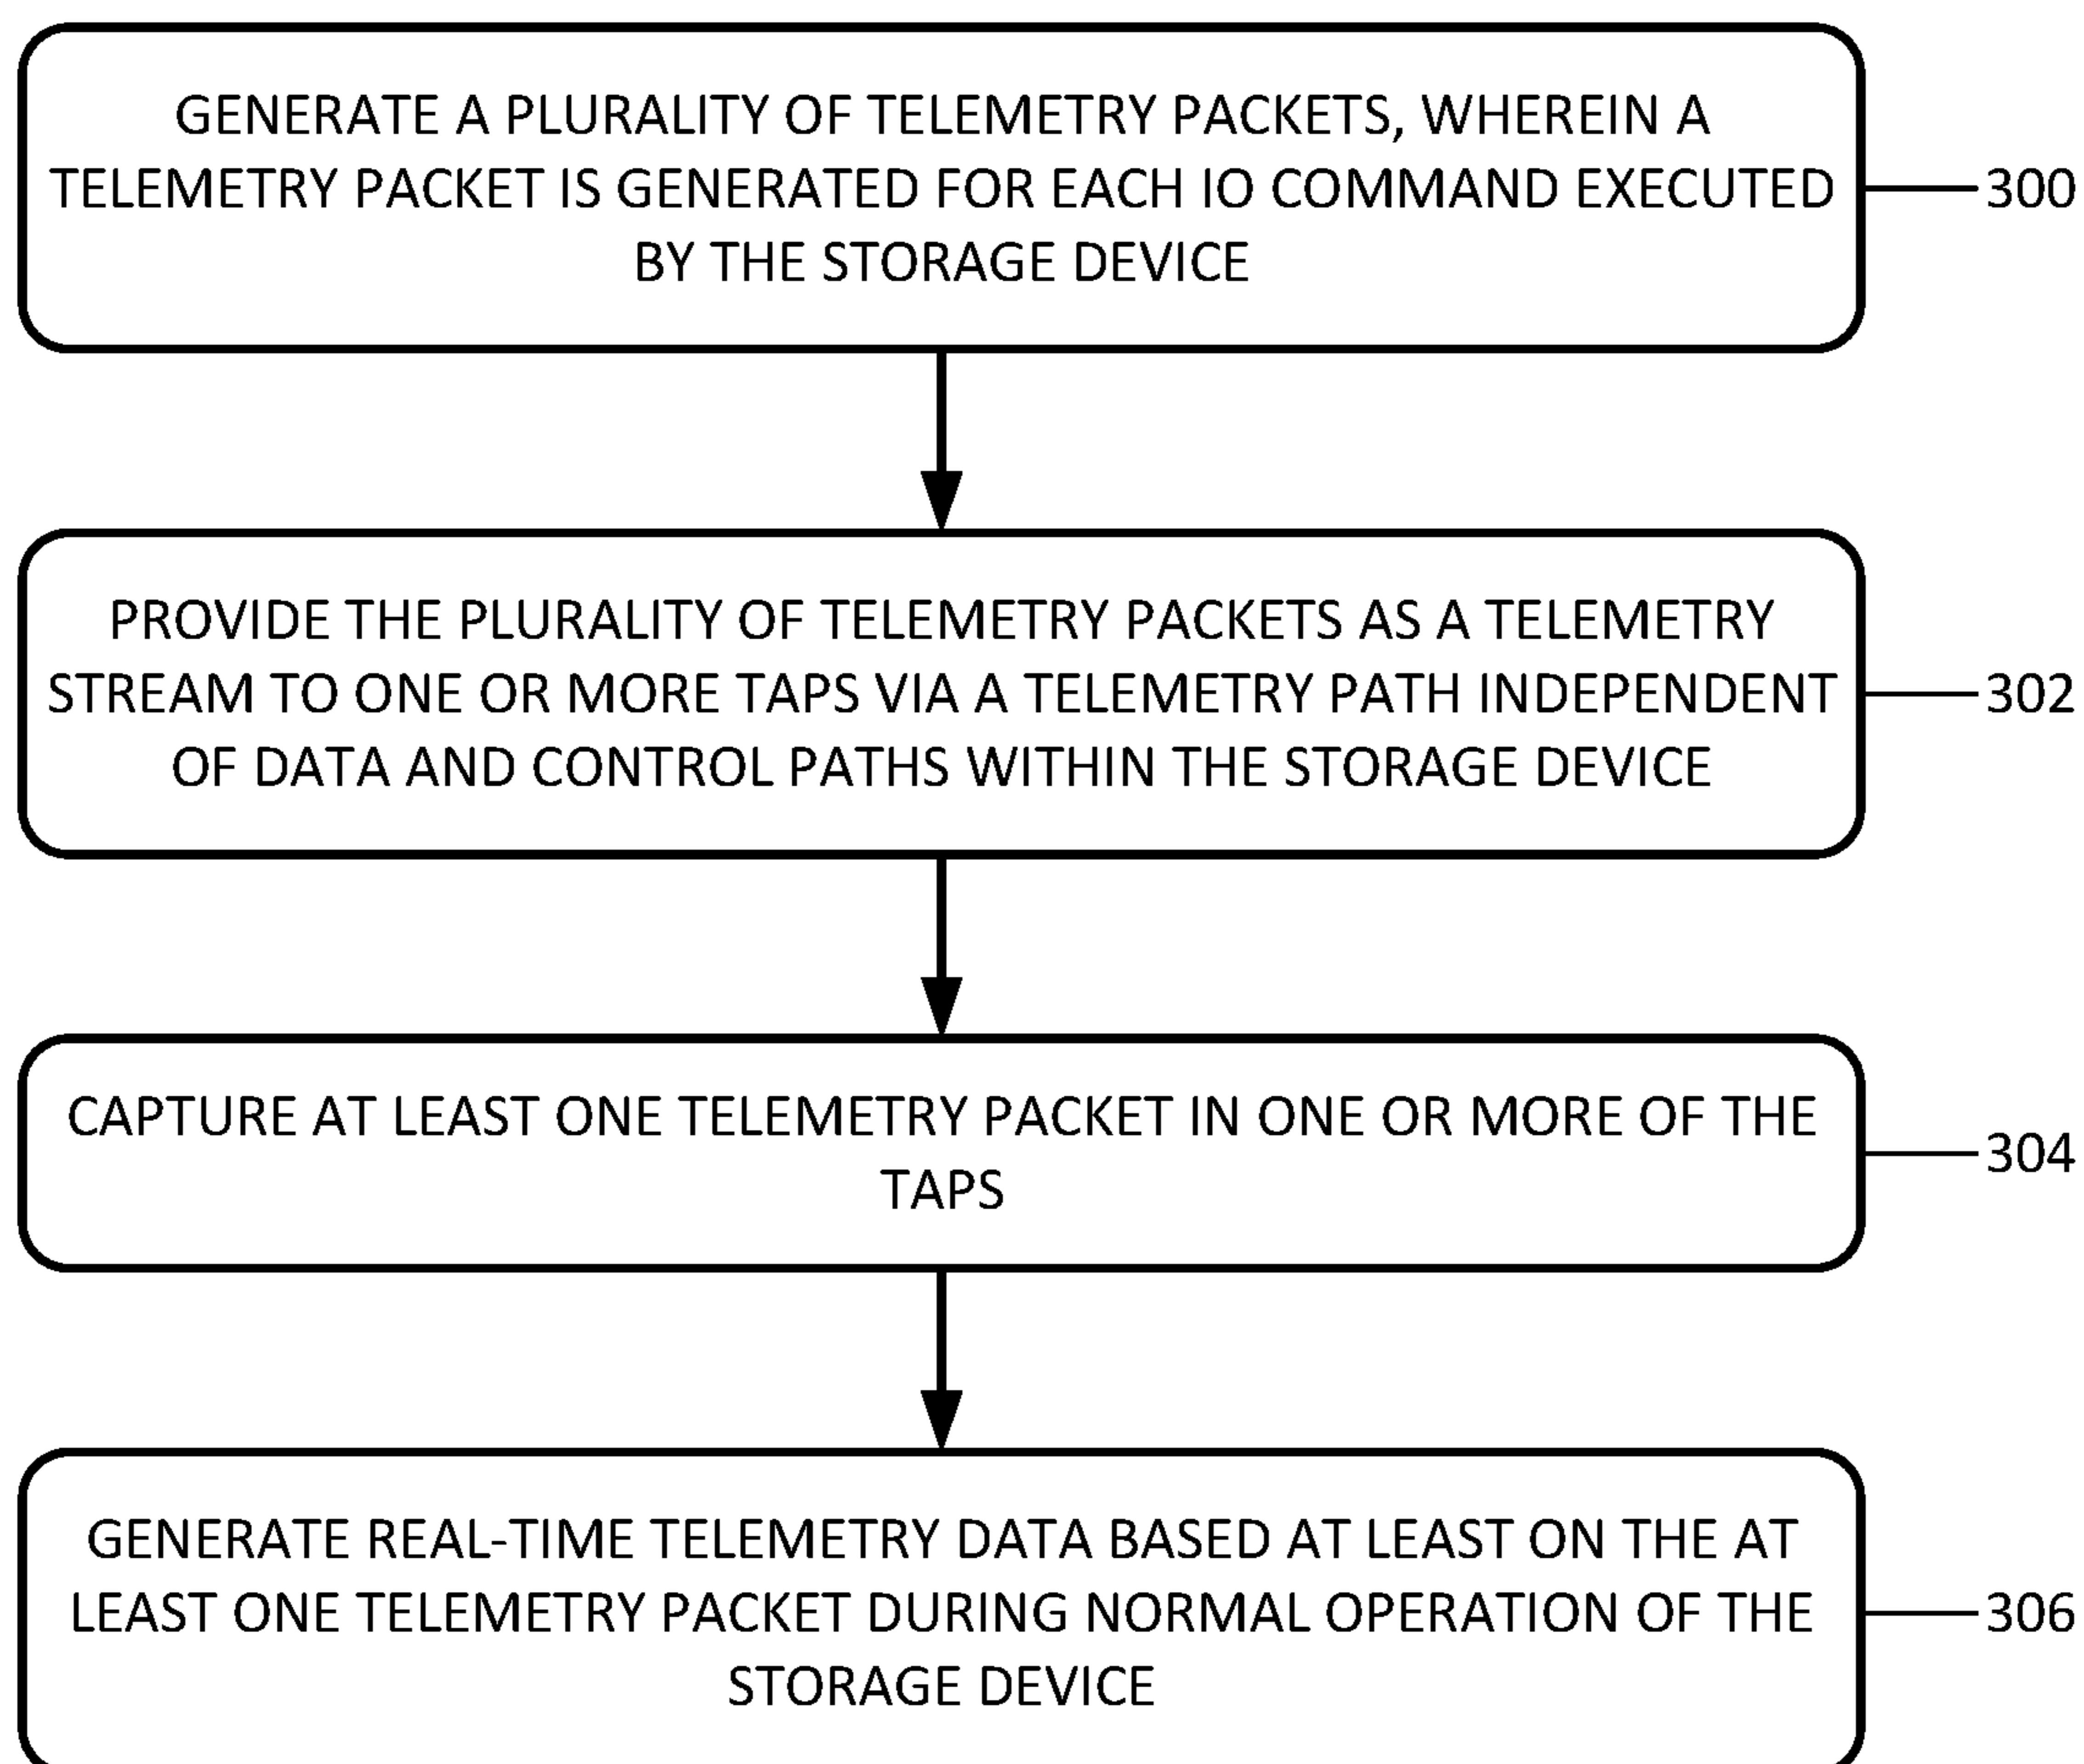 GENERATE A PLURALITY OF TELEMETRY PACKETS, WHEREIN A
TELEMETRY PACKET IS GENERATED FOR EACH IO COMMAND EXECUTED
BY THE STORAGE DEVICE
300
PROVIDE THE PLURALITY OF TELEMETRY PACKETS AS A TELEMETRY
STREAM TO ONE OR MORE TAPS VIA A TELEMETRY PATH INDEPENDENT
OF DATA AND CONTROL PATHS WITHIN THE STORAGE DEVICE
302
CAPTURE AT LEAST ONE TELEMETRY PACKET IN ONE OR MORE OF THE
TAPS
304
GENERATE REAL-TIME TELEMETRY DATA BASED AT LEAST ON THE AT
LEAST ONE TELEMETRY PACKET DURING NORMAL OPERATION OF THE
STORAGE DEVICE
306